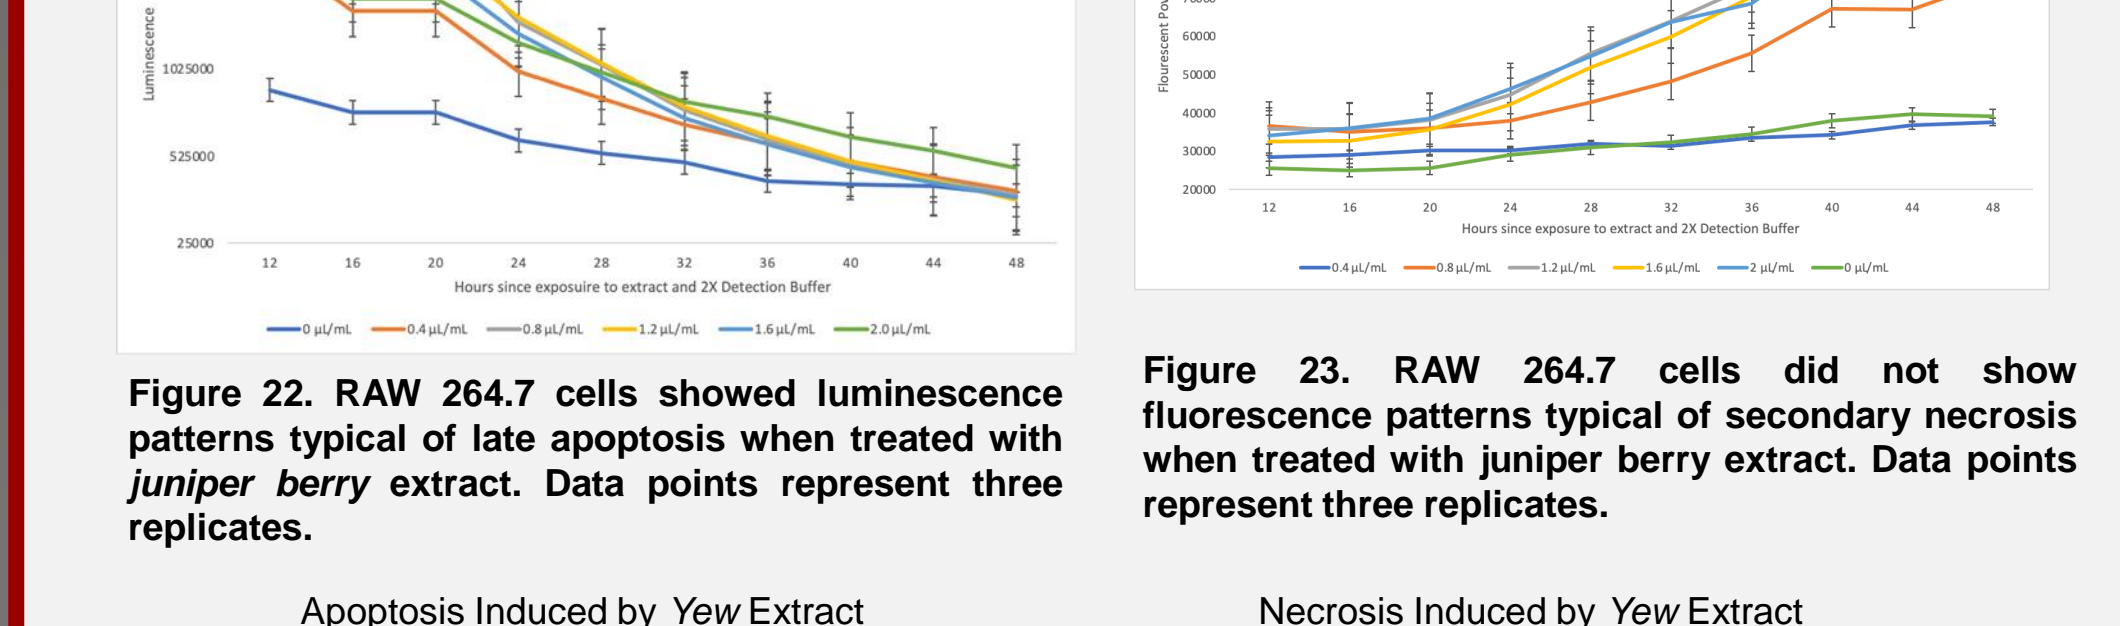 Luminescence
1025000
525000
25000
12 16 20 24 28 32 36 40 44 48
Hours since exposuire to extract and 2X Detection Buffer
0 µL/mL 0.4 µL/mL 0.8 µL/mL 1.2 µL/mL 1.6 µL/mL 2.0 µL/mL
Figure 22. RAW 264.7 cells showed luminescence
patterns typical of late apoptosis when treated with
juniper berry extract. Data points represent three
replicates.
Apoptosis Induced by Yew Extract
Flourescent
60000
50000
40000
30000
20000
12 16 20 24 28 32 36 40 44 48
Hours since exposure to extract and 2X Detection Buffer
0.4 µL/mL 0.8 µL/mL 1.2 µL/mL 1.6 µL/mL 2 µL/mL 0 µL/mL
Figure 23. RAW 264.7 cells did not show
fluorescence patterns typical of secondary necrosis
when treated with juniper berry extract. Data points
represent three replicates.
Necrosis Induced by Yew Extract